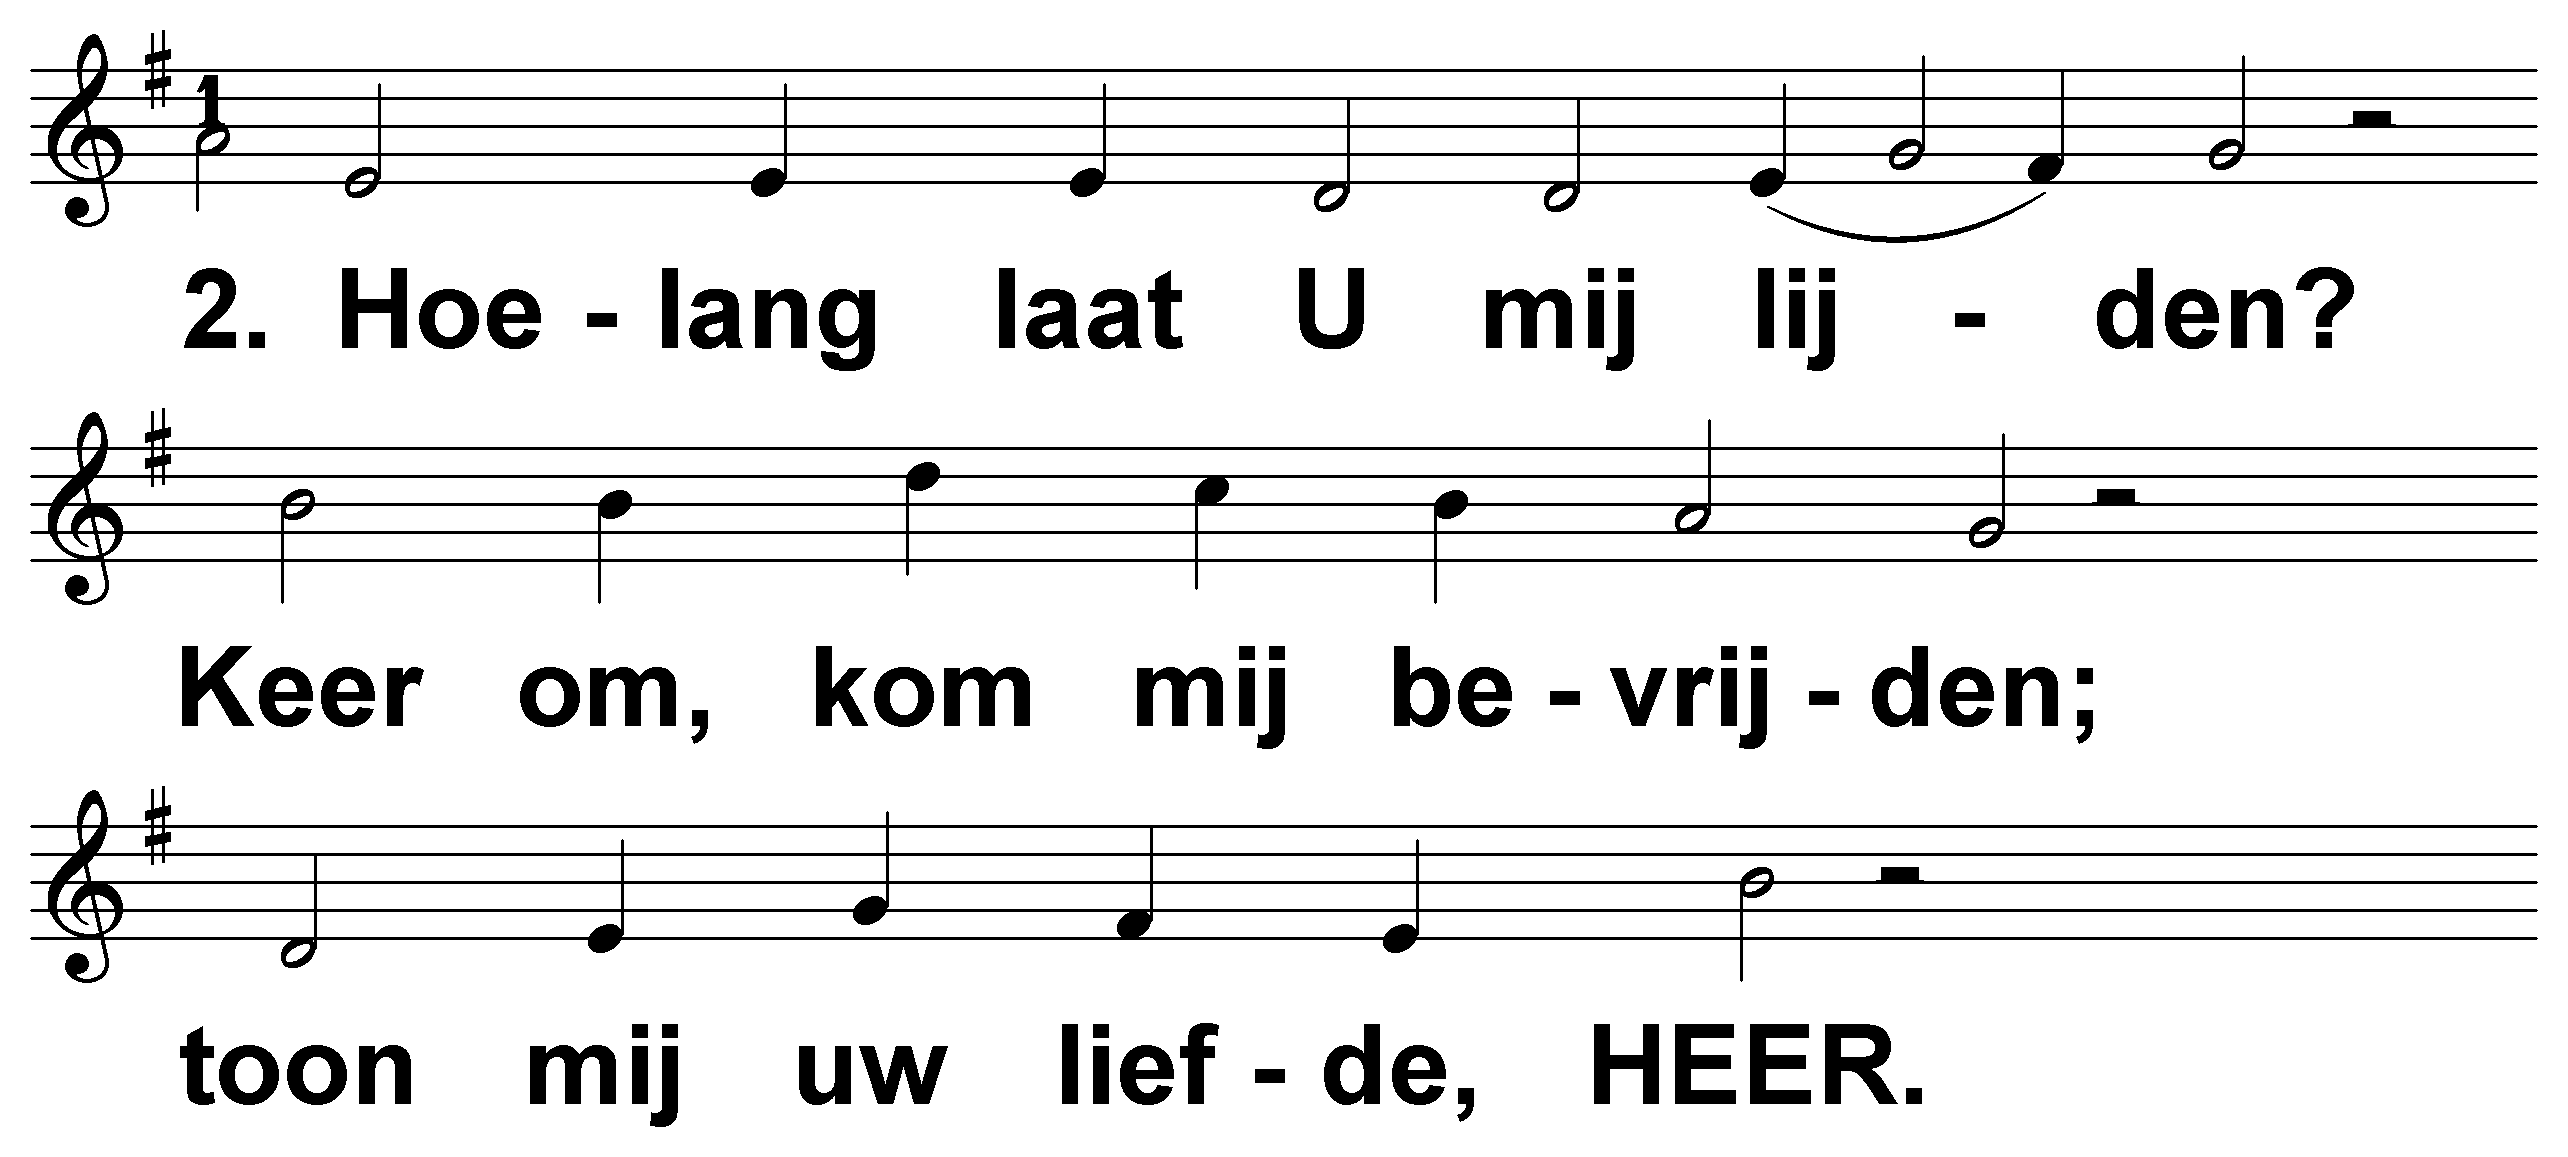 1
2. Hoe - lang laat U mij lij - den?
Keer om, kom mij be - vrij - den;
toon mij uw lief - de, HEER.